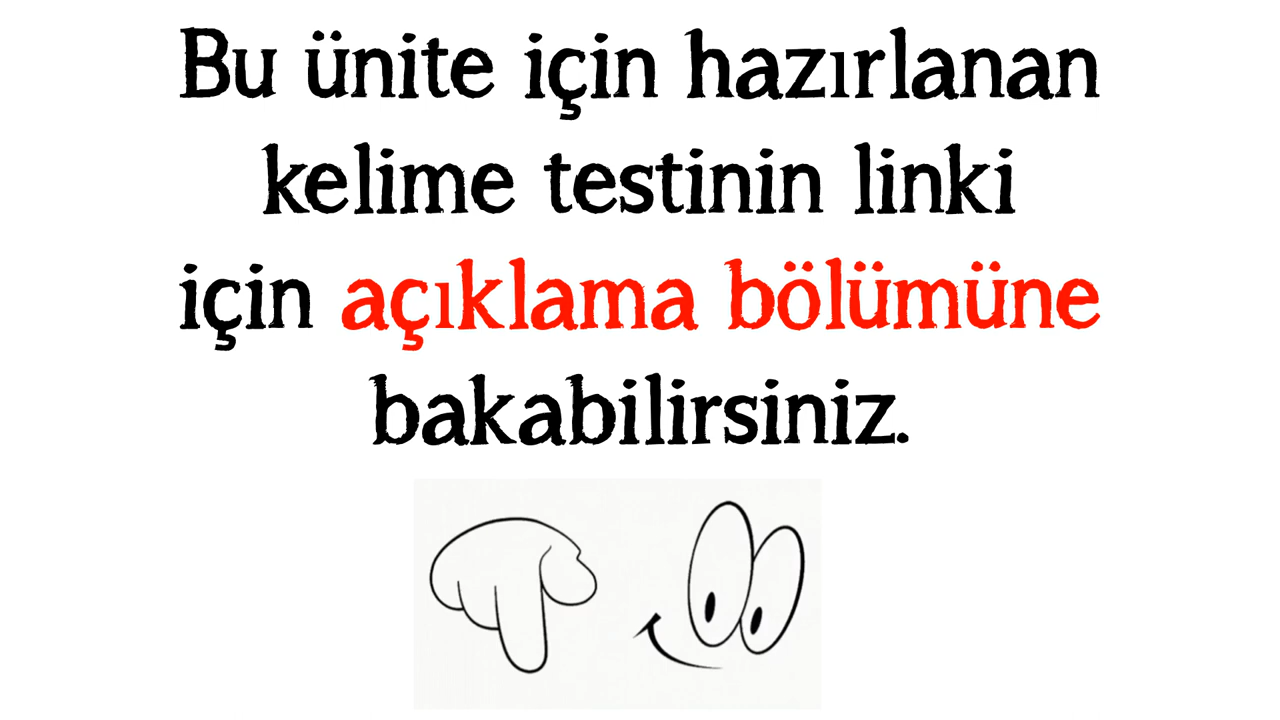 Bu ünite için hazırlanan
kelime testinin linki
için açıklama bölümüne
bakabilirsiniz.